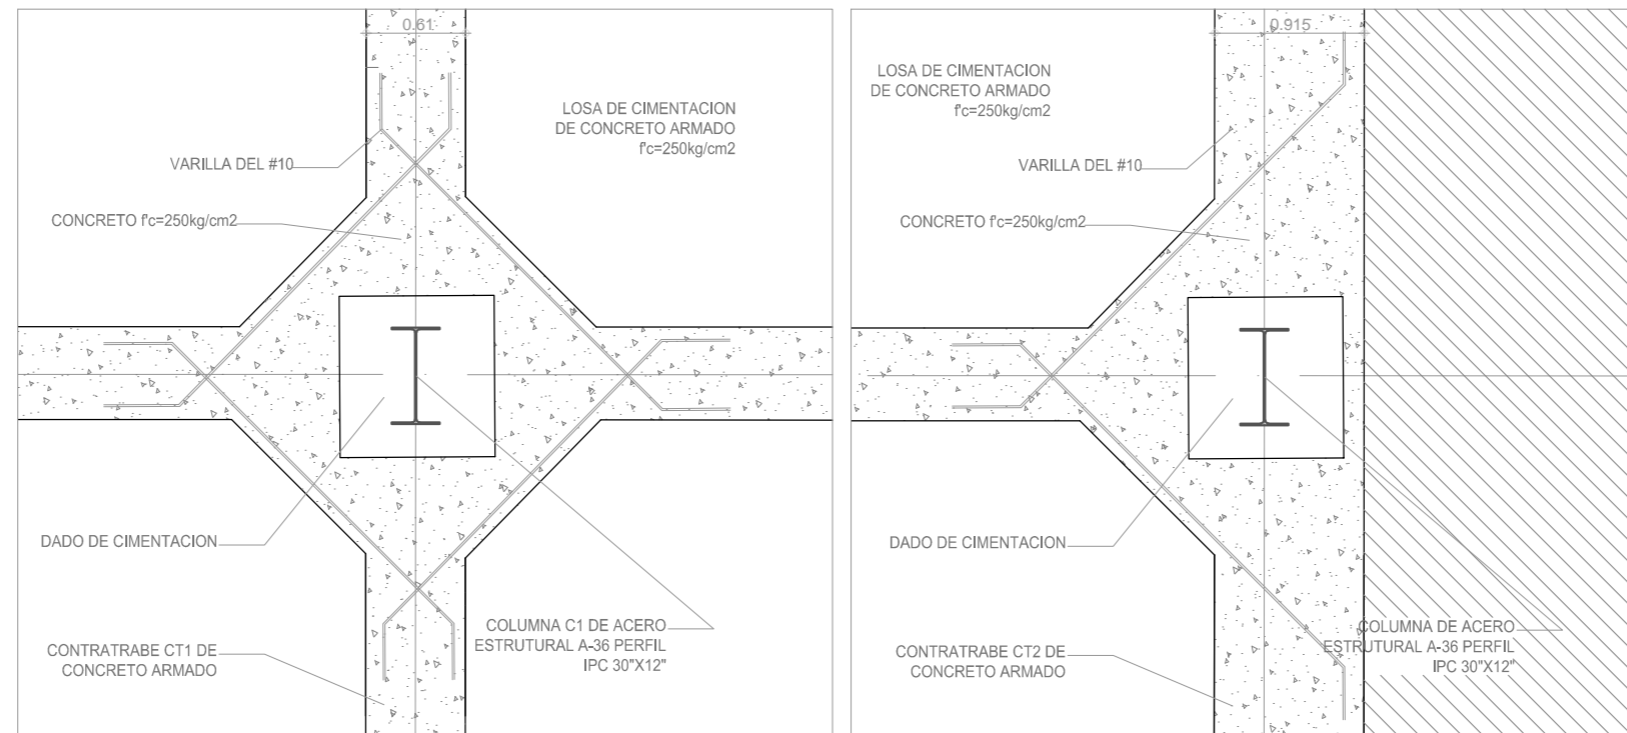 0.61
LOSA DE CIMENTACION
DE CONCRETO ARMADO
f'c=250kg/cm2
VARILLA DEL #10
CONCRETO f'c=250kg/cm2
DADO DE CIMENTACION
CONTRATRABE CT1 DE
CONCRETO ARMADO
COLUMNA C1 DE ACERO
ESTRUTURAL A-36 PERFIL
IPC 30"X12"
0.915
LOSA DE CIMENTACION
DE CONCRETO ARMADO
f'c=250kg/cm2
VARILLA DEL #10
CONCRETO f'c=250kg/cm2
DADO DE CIMENTACION
CONTRATRABE CT2 DE
CONCRETO ARMADO
COLUMNA DE ACERO
ESTRUTURAL A-36 PERFIL
IPC 30"X12"